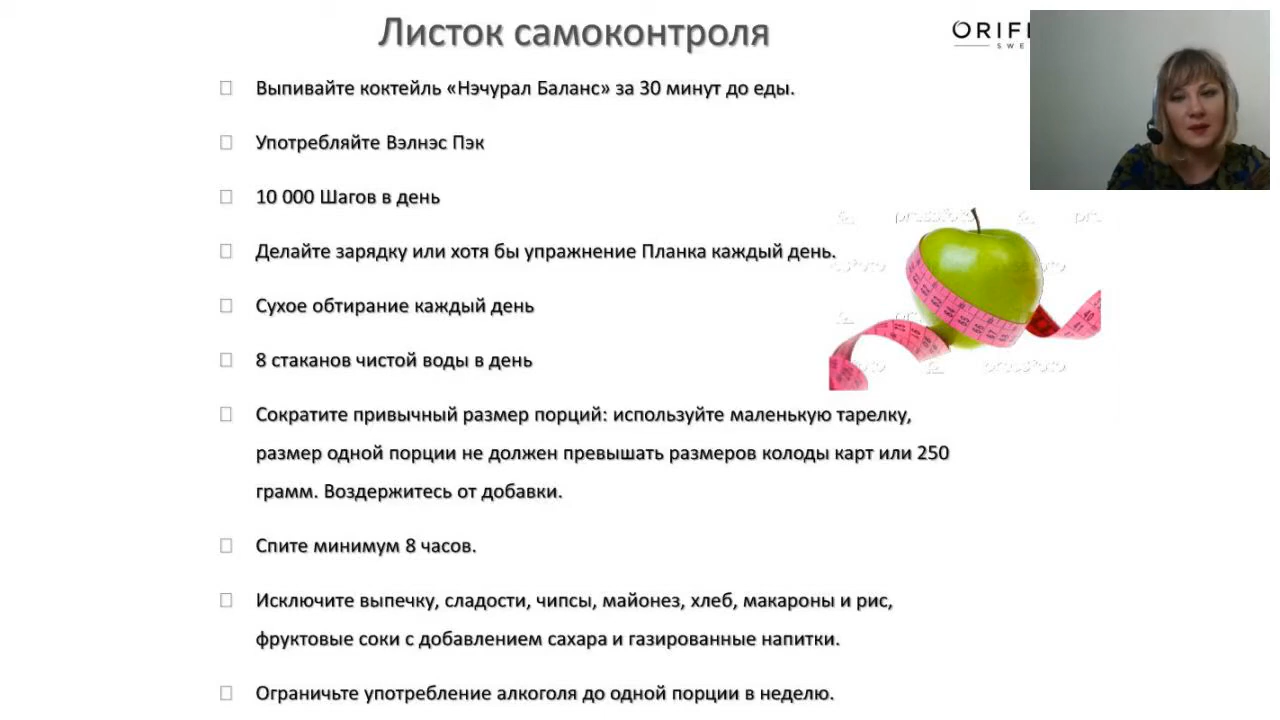 Листок самоконтроля
Выпивайте коктейль «Нэчурал Баланс» за 30 минут до еды.
Употребляйте Вэлнэс Пэк
10 000 Шагов в день
Делайте зарядку или хотя бы упражнение Планка каждый день.
Сухое обтирание каждый день
8 стаканов чистой воды в день
Сократите привычный размер порций: используйте маленькую тарелку,
размер одной порции не должен превышать размеров колоды карт или 250
грамм. Воздержитесь от добавки.
Спите минимум 8 часов.
Исключите выпечку, сладости, чипсы, майонез, хлеб, макароны и рис,
фруктовые соки с добавлением сахара и газированные напитки.
Ограничьте употребление алкоголя до одной порции в неделю.